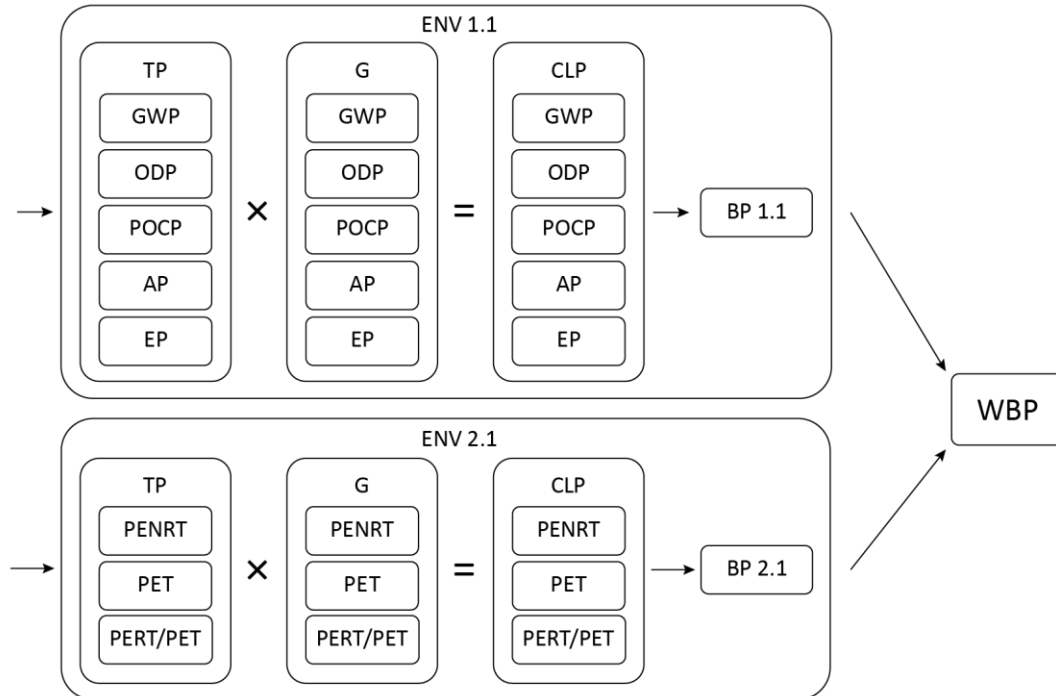 ENV 1.1
TP G CLP
GWP GWP GWP
ODP ODP ODP
POCP × POCP = POCP BP 1.1
AP AP AP
EP EP EP
WBP
ENV 2.1
TP G CLP
PENRT PENRT PENRT
PET × PET = PET BP 2.1
PERT/PET PERT/PET PERT/PET